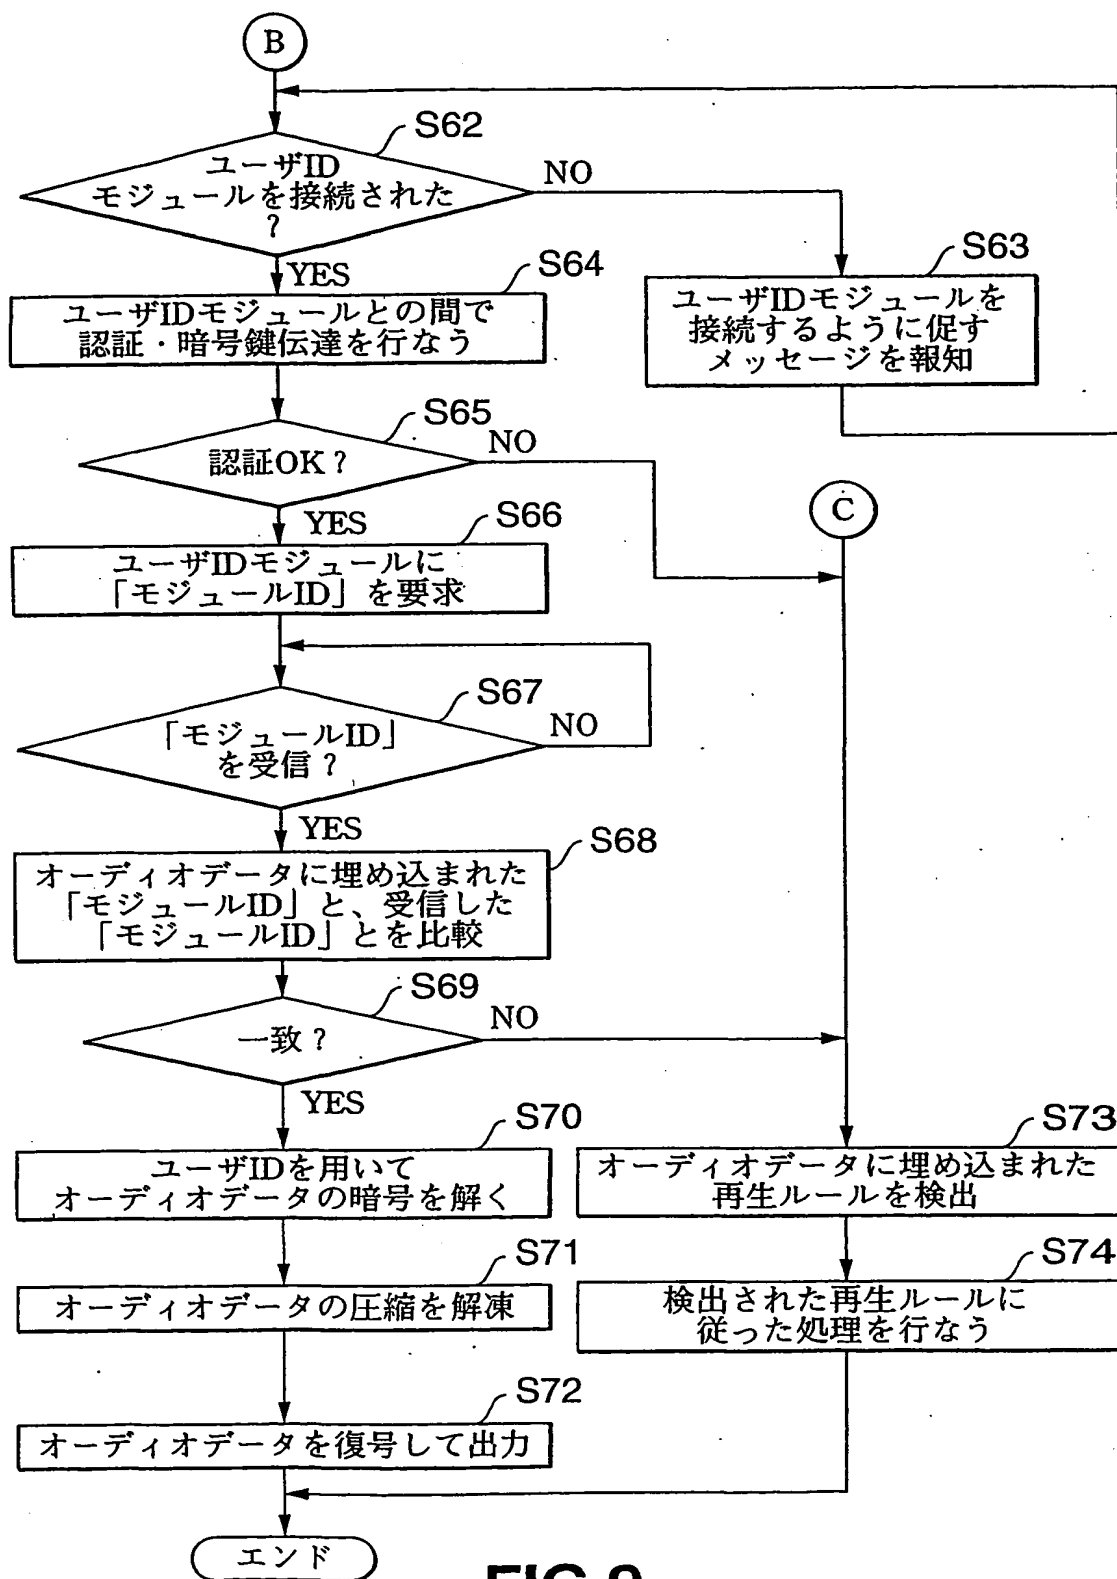 B
S62
ユーザID
モジュールを接続された
?
NO
YES
S63
ユーザIDモジュールを
接続するように促す
メッセージを報知
S64
ユーザIDモジュールとの間で
認証・暗号鍵伝達を行なう
S65
認証OK?
NO
YES
C
S66
ユーザIDモジュールに
「モジュールID」を要求
S67
「モジュールID」
を受信?
NO
YES
S68
オーディオデータに埋め込まれた
「モジュールID」と、受信した
「モジュールID」とを比較
S69
一致?
NO
YES
S70
ユーザIDを用いて
オーディオデータの暗号を解く
S71
オーディオデータの圧縮を解凍
S72
オーディオデータを復号して出力
S73
オーディオデータに埋め込まれた
再生ルールを検出
S74
検出された再生ルールに
従った処理を行なう
エンド